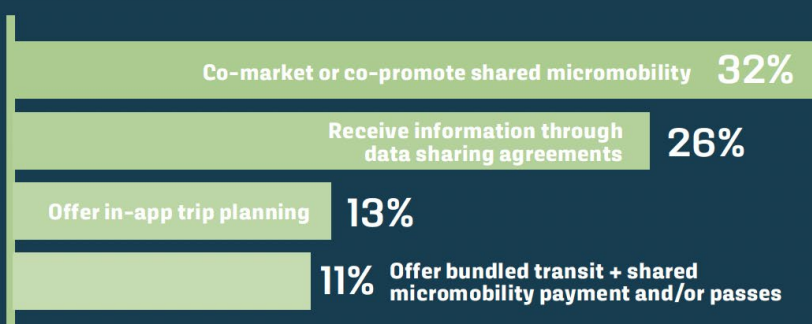 Co-market or co-promote shared micromobility 32%
Receive information through
data sharing agreements
26%
Offer in-app trip planning 13%
11% Offer bundled transit + shared
micromobility payment and/or passes